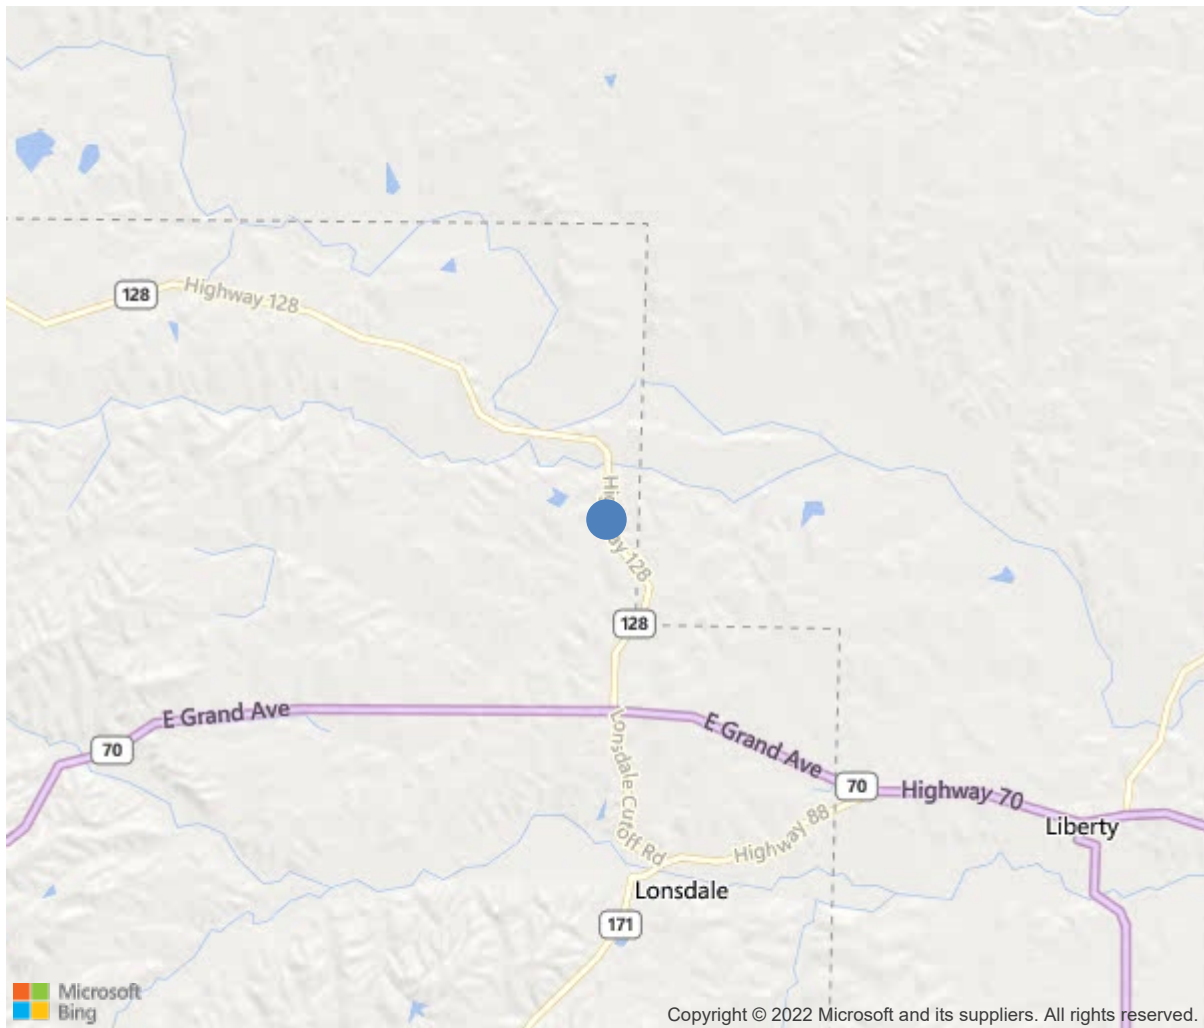 128
Highway 128
Highway 128
128
E Grand Ave
70
E Grand Ave
70
Highway 70
Lonsdale Cutoff Rd
Highway 88
Liberty
Lonsdale
171
Microsoft
Bing
Copyright © 2022 Microsoft and its suppliers. All rights reserved.